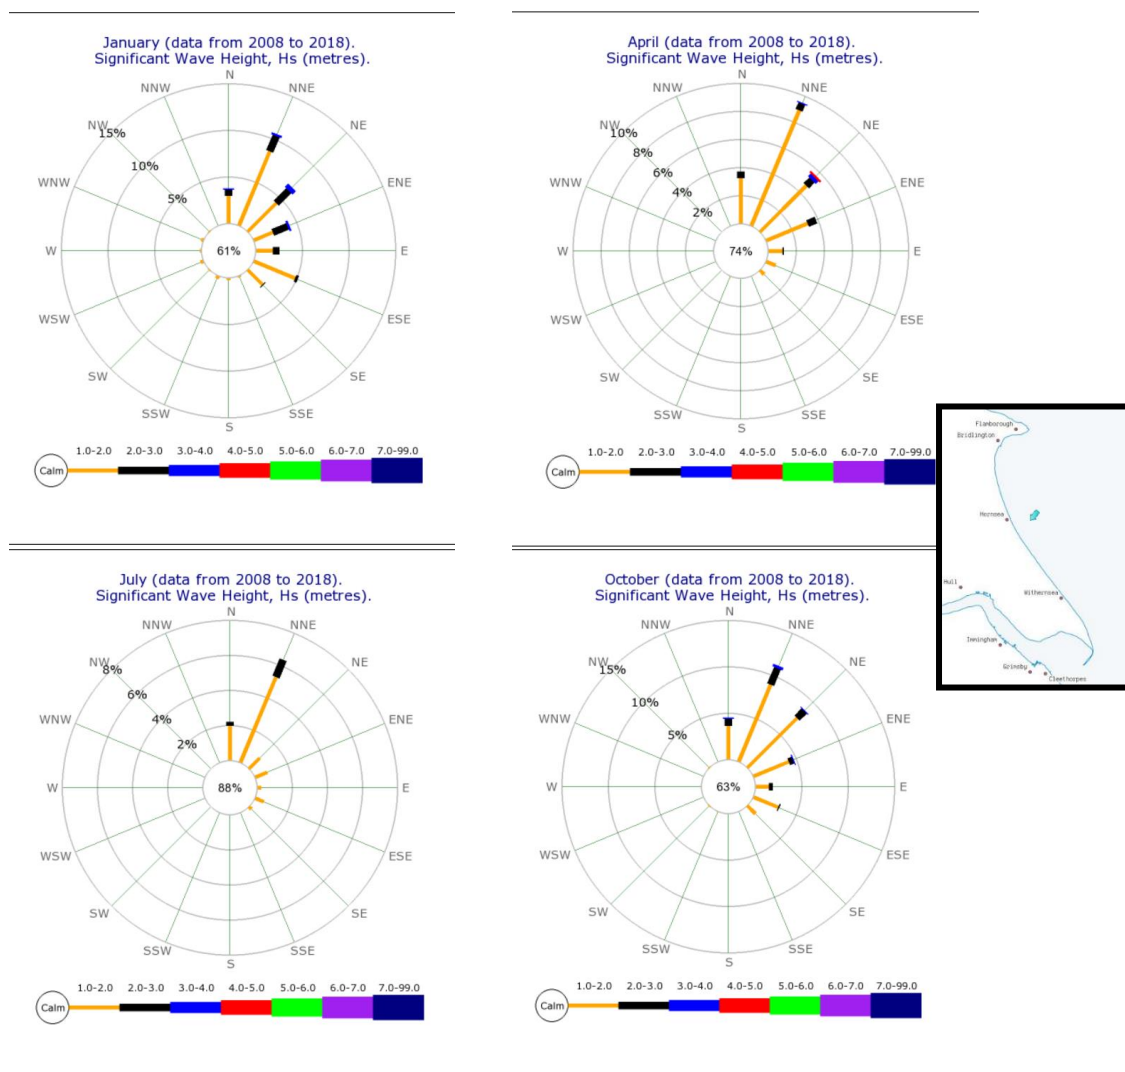 January (data from 2008 to 2018).
Significant Wave Height, Hs (metres).
N
NNW NNE
NW NE
15%
10%
5%
WNW ENE
W 61% E
WSW ESE
SW SE
SSW SSE
S
1.0-2.0 2.0-3.0 3.0-4.0 4.0-5.0 5.0-6.0 6.0-7.0 7.0-99.0
Calm
April (data from 2008 to 2018).
Significant Wave Height, Hs (metres).
N
NNW NNE
NW NE
10%
8%
6%
4%
2%
WNW ENE
W 74% E
WSW ESE
SW SE
SSW SSE
S
1.0-2.0 2.0-3.0 3.0-4.0 4.0-5.0 5.0-6.0 6.0-7.0 7.0-99.0
Calm
Flamborough
Bridlington
Hornsea
Hull
Withernsea
Immingham
Grimsby
Cleethorpes
July (data from 2008 to 2018).
Significant Wave Height, Hs (metres).
N
NNW NNE
NW NE
8%
6%
4%
2%
WNW ENE
W 88% E
WSW ESE
SW SE
SSW SSE
S
1.0-2.0 2.0-3.0 3.0-4.0 4.0-5.0 5.0-6.0 6.0-7.0 7.0-99.0
Calm
October (data from 2008 to 2018).
Significant Wave Height, Hs (metres).
N
NNW NNE
NW NE
15%
10%
5%
WNW ENE
W 63% E
WSW ESE
SW SE
SSW SSE
S
1.0-2.0 2.0-3.0 3.0-4.0 4.0-5.0 5.0-6.0 6.0-7.0 7.0-99.0
Calm